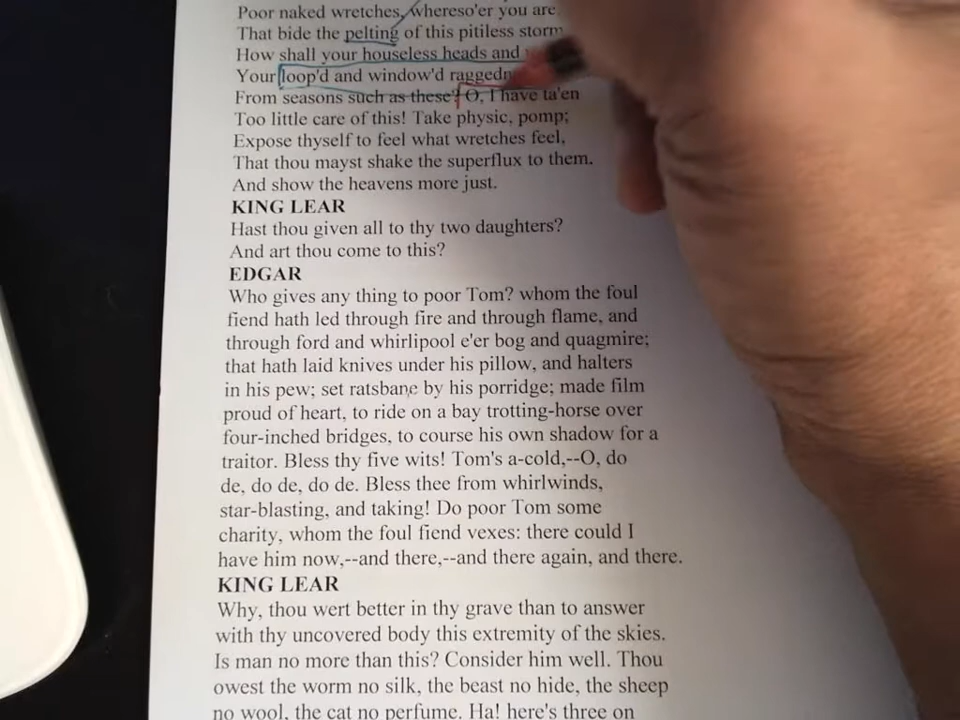 Poor naked wretches, whereso'er you are
That bide the pelting of this pitiless storm
How shall your houseless heads and
Your loop'd and window'd
From seasons such as these? O, I have ta'en
Too little care of this! Take physic, pomp;
Expose thyself to feel what wretches feel,
That thou mayst shake the superflux to them.
And show the heavens more just.
KING LEAR
Hast thou given all to thy two daughters?
And art thou come to this?
EDGAR
Who gives any thing to poor Tom? whom the foul
fiend hath led through fire and through flame, and
through ford and whirlipool e'er bog and quagmire;
that hath laid knives under his pillow, and halters
in his pew; set ratsbane by his porridge; made film
proud of heart, to ride on a bay trotting-horse over
four-inched bridges, to course his own shadow for a
traitor. Bless thy five wits! Tom's a-cold,--O, do
de, do de, do de. Bless thee from whirlwinds,
star-blasting, and taking! Do poor Tom some
charity, whom the foul fiend vexes: there could I
have him now,--and there,--and there again, and there.
KING LEAR
Why, thou wert better in thy grave than to answer
with thy uncovered body this extremity of the skies.
Is man no more than this? Consider him well. Thou
owest the worm no silk, the beast no hide, the sheep
no wool, the cat no perfume. Ha! here's three on